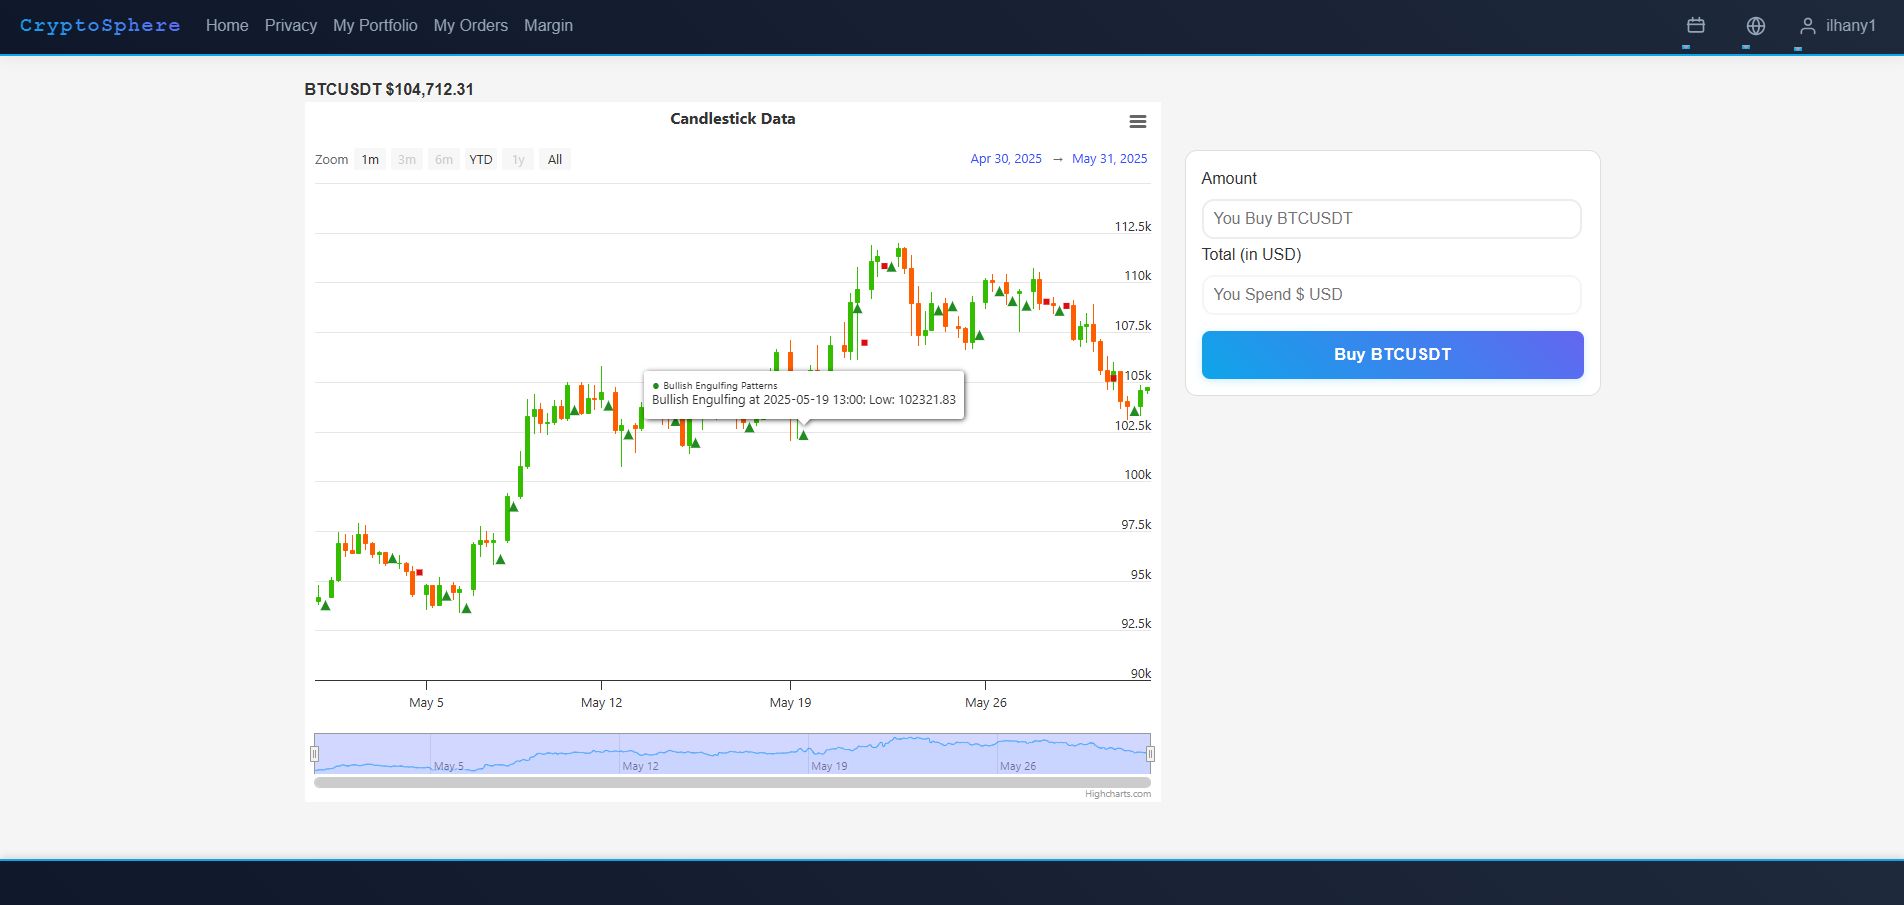 CryptoSphere Home Privacy My Portfolio My Orders Margin ilhany1
BTCUSDT $104,712.31
Candlestick Data
Zoom 1m 3m 6m YTD 1y All Apr 30, 2025 → May 31, 2025
112.5k
110k
107.5k
105k
102.5k
100k
97.5k
95k
92.5k
90k
● Bullish Engulfing Patterns
Bullish Engulfing at 2025-05-19 13:00: Low: 102321.83
May 5 May 12 May 19 May 26
May 5 May 12 May 19 May 26
Highcharts.com
Amount
You Buy BTCUSDT
Total (in USD)
You Spend $ USD
Buy BTCUSDT